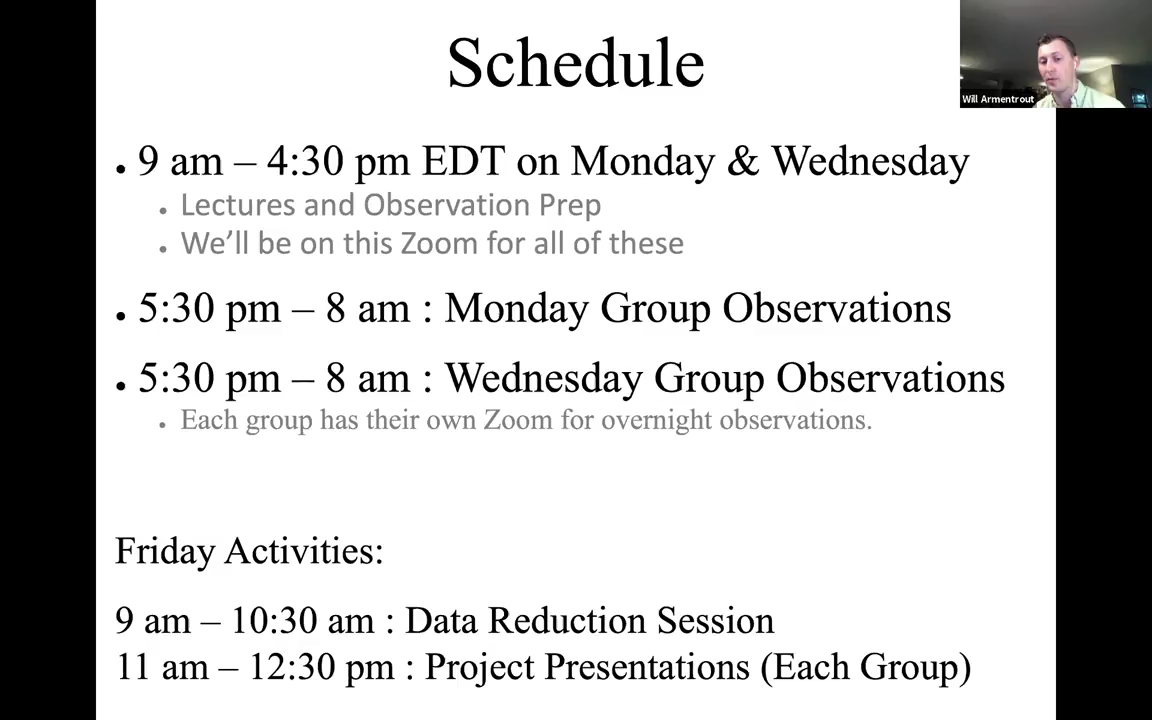 Schedule
Will Armentrout
• 9 am – 4:30 pm EDT on Monday & Wednesday
• Lectures and Observation Prep
• We’ll be on this Zoom for all of these
• 5:30 pm – 8 am : Monday Group Observations
• 5:30 pm – 8 am : Wednesday Group Observations
• Each group has their own Zoom for overnight observations.
Friday Activities:
9 am – 10:30 am : Data Reduction Session
11 am – 12:30 pm : Project Presentations (Each Group)